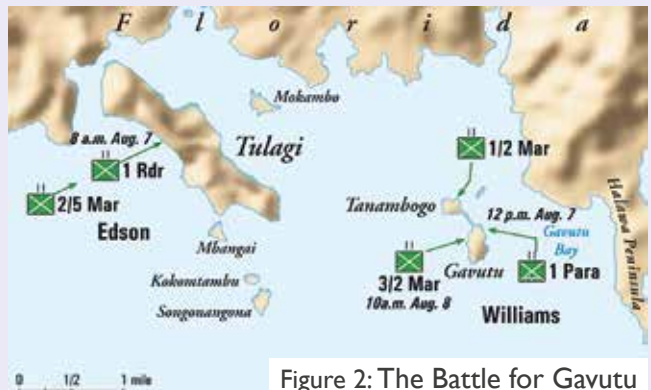 Florida
Mokambo
8 a.m. Aug. 7
Tulagi
1 Rdr
1/2 Mar
2/5 Mar
Edson
Tanambogo
12 p.m. Aug. 7
Halawa Peninsula
Mbangai
Gavutu
Bay
3/2 Mar
Gavutu
1 Para
Kokomtambu
10a.m. Aug. 8
Songonangona
Williams
0 1/2 1 mile
Figure 2: The Battle for Gavutu